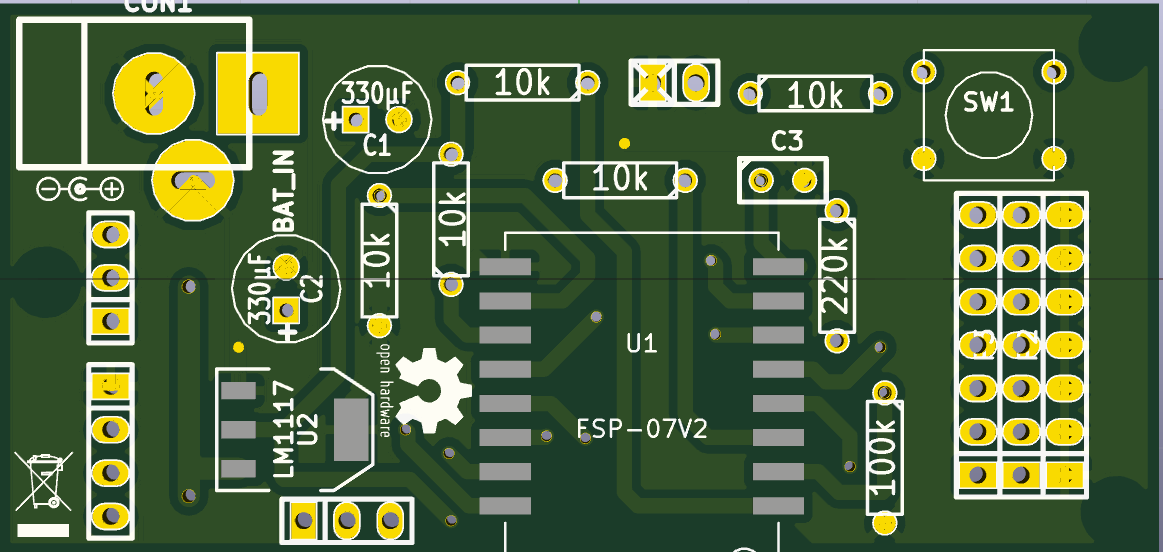 CON1
330µF
+
C1
10k
10k
SW1
C3
10k
BAT_IN
10k
10k
220k
330µF
C2
+
U1
open hardware
LM1117
U2
ESP-07V2
100k